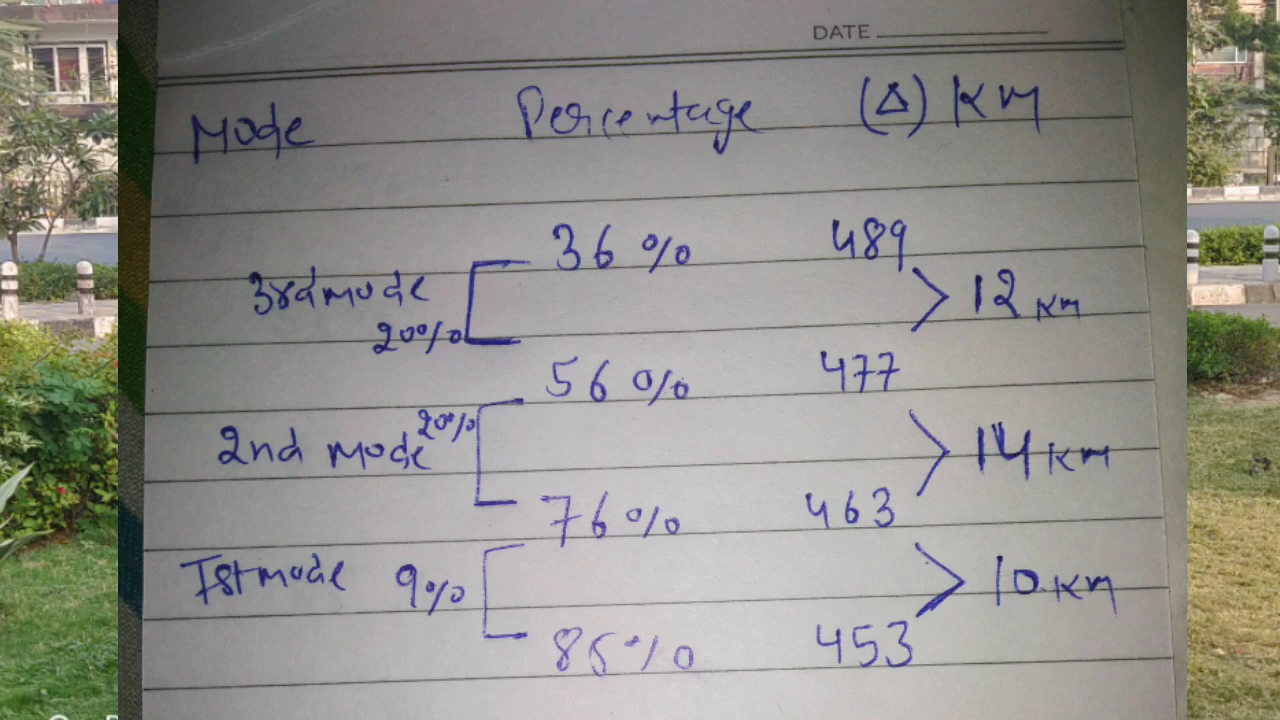 DATE
Mode Percentage (Δ) KM
36% 489
3rd mode 12 KM
20%
56% 477
20%
2nd mode 14 KM
76% 463
Ist mode 9% 10 KM
85% 453